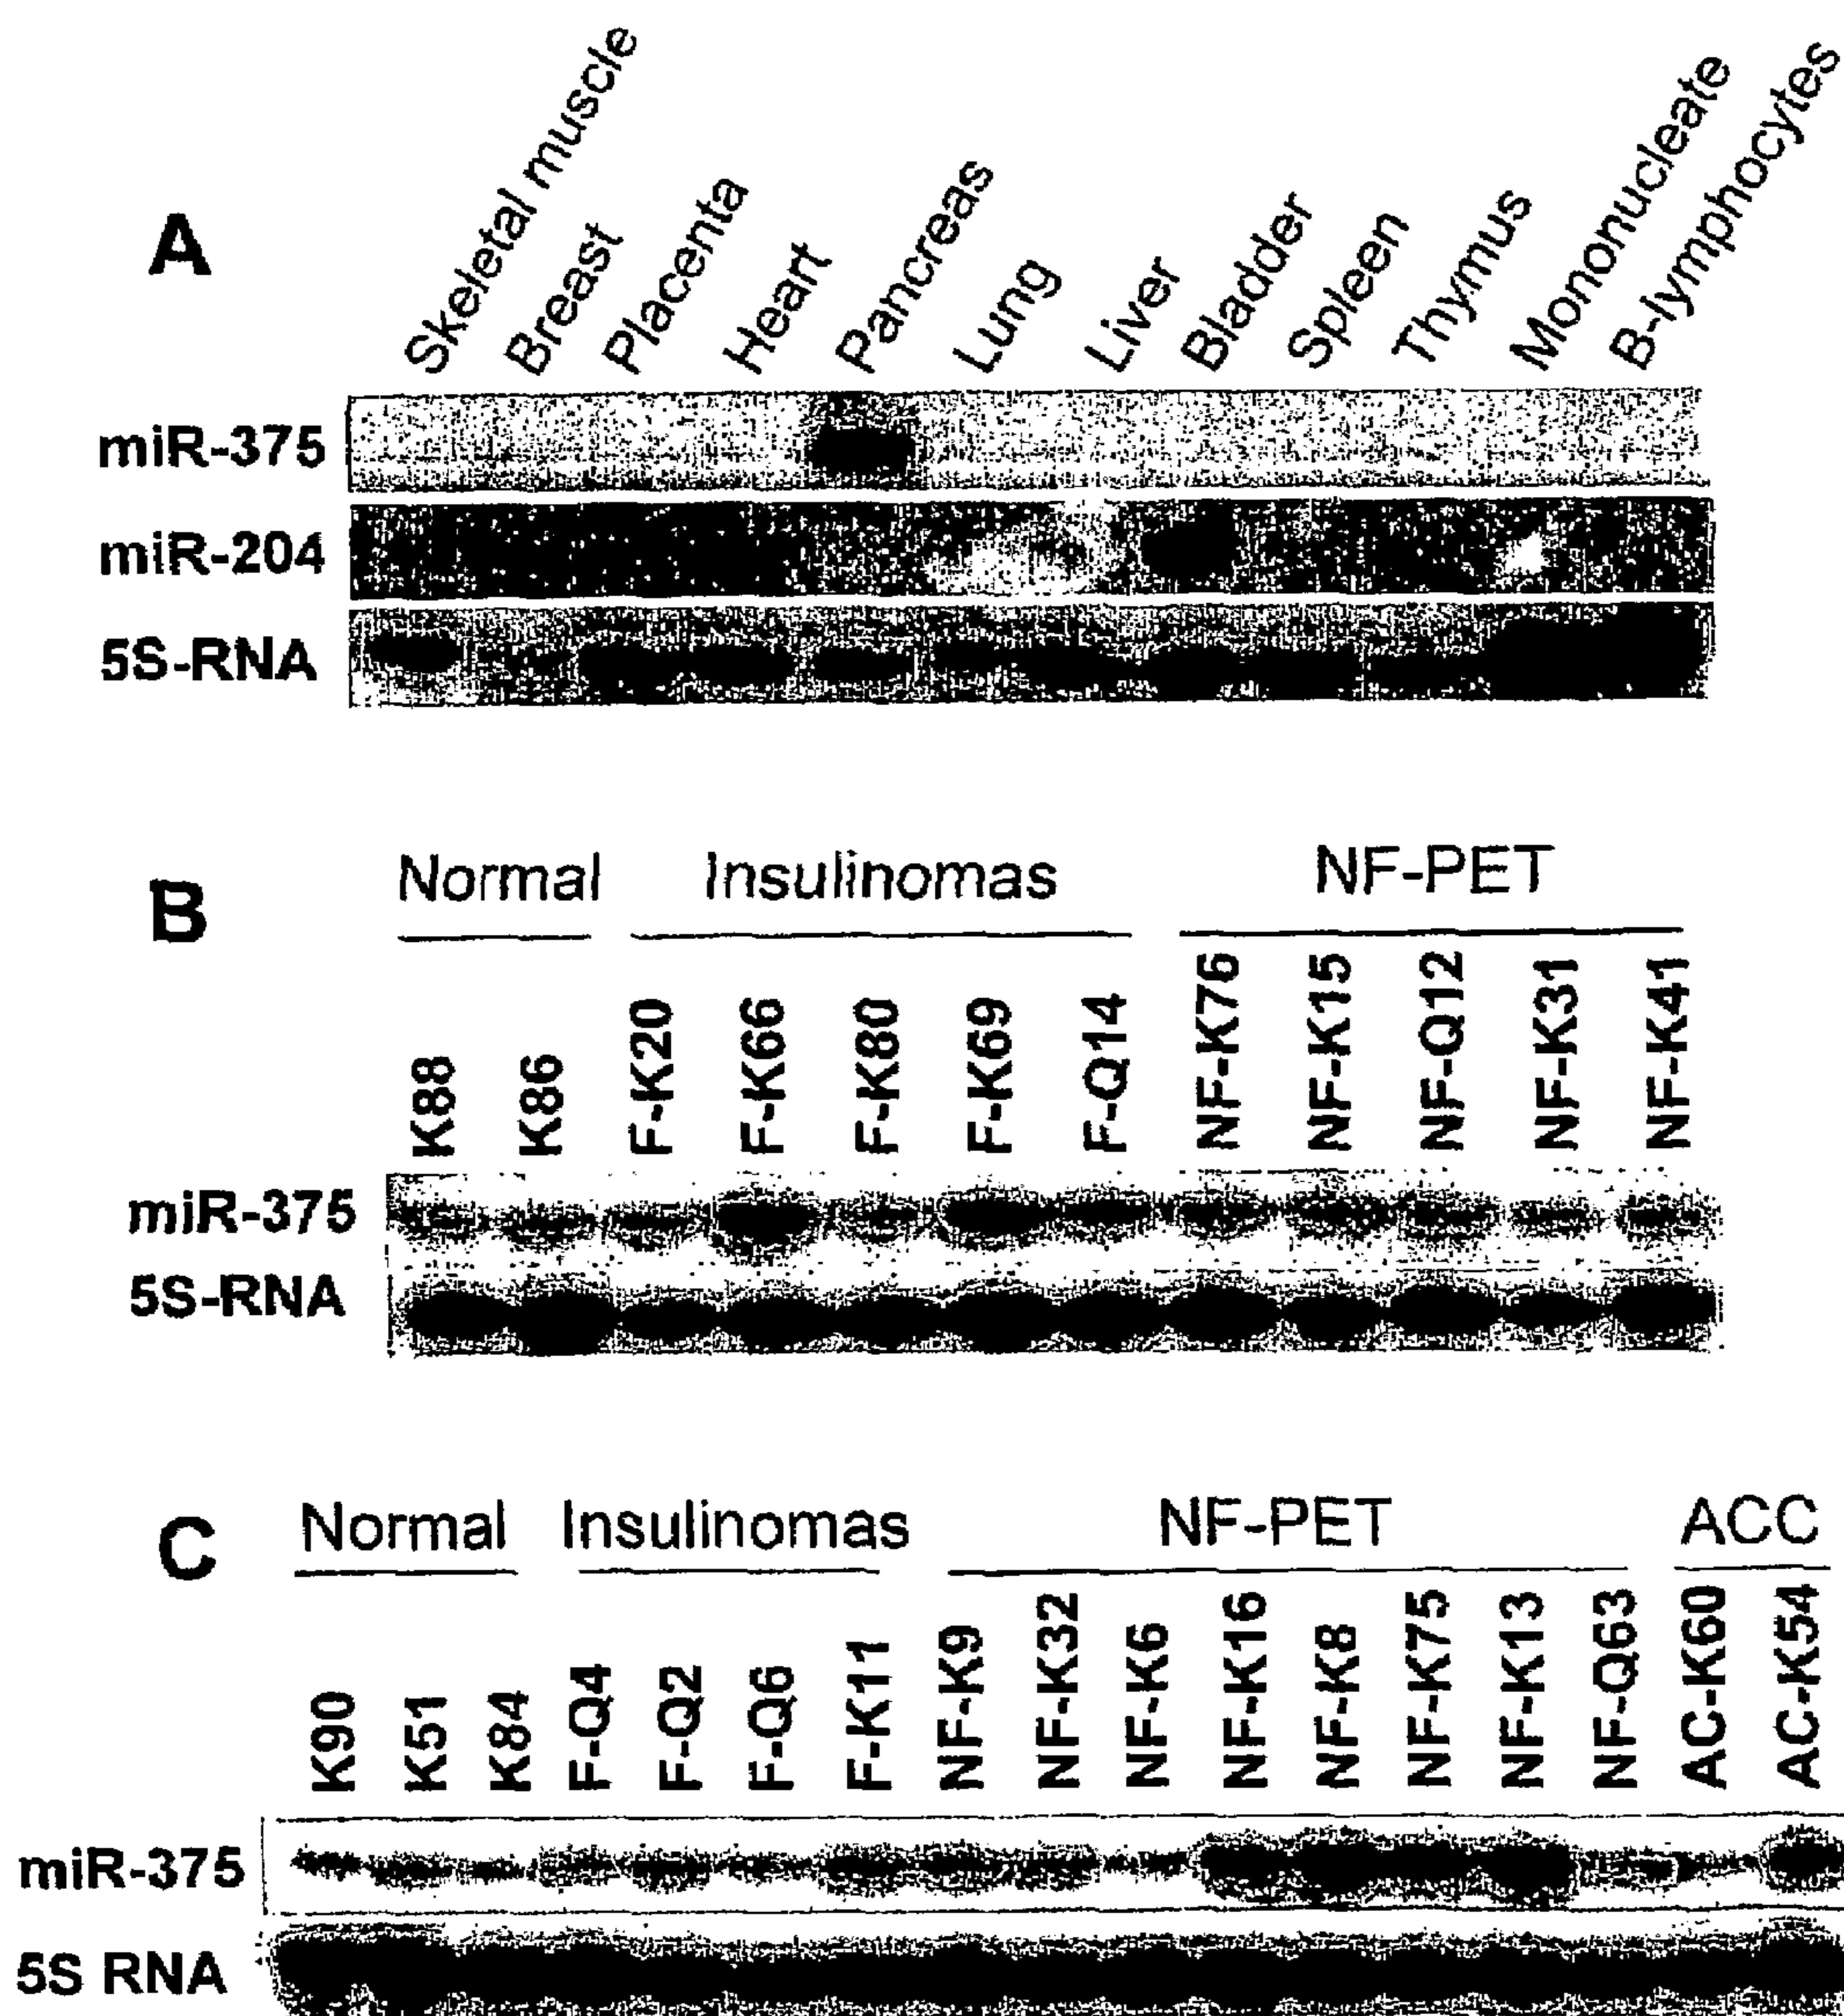 A
Skeletal muscle
Breast
Placenta
Heart
Pancreas
Lung
Liver
Bladder
Spleen
Thymus
Mononucleate
B-lymphocytes
miR-375
miR-204
5S-RNA
B
Normal Insulinomas NF-PET
K88
K86
F-K20
F-K66
F-K80
F-K69
F-Q14
NF-K76
NF-K15
NF-Q12
NF-K31
NF-K41
miR-375
5S-RNA
C
Normal Insulinomas NF-PET ACC
K90
K51
K84
F-Q4
F-Q2
F-Q6
F-K11
NF-K9
NF-K32
NF-K6
NF-K16
NF-K8
NF-K75
NF-K13
NF-Q63
AC-K60
AC-K54
miR-375
5S RNA